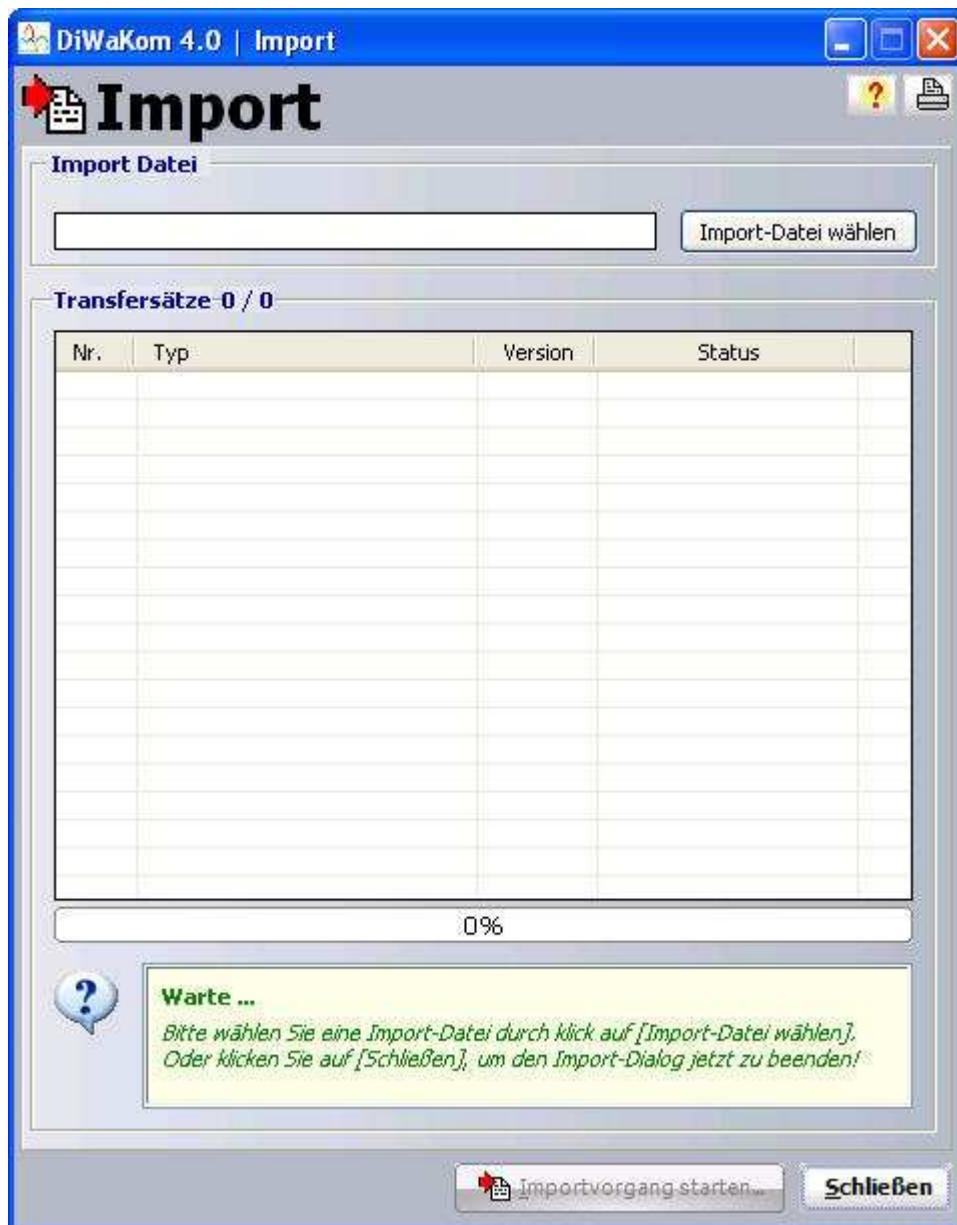 DiWaKom 4.0 | Import
Import
Import Datei
Import-Datei wählen
Transfersätze 0 / 0
Nr. Typ Version Status
0%
Warte ...
Bitte wählen Sie eine Import-Datei durch klick auf [Import-Datei wählen].
Oder klicken Sie auf [Schließen], um den Import-Dialog jetzt zu beenden!
Importvorgang starten...
Schließen